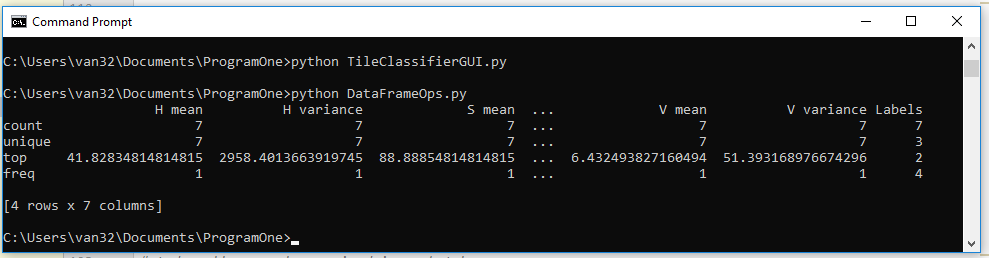 Command Prompt
C:\Users\van32\Documents\ProgramOne>python TileClassifierGUI.py
C:\Users\van32\Documents\ProgramOne>python DataFrameOps.py
H mean H variance S mean ... V mean V variance Labels
count 7 7 7 ... 7 7 7
unique 7 7 7 ... 7 7 3
top 41.82834814814815 2958.4013663919745 88.88854814814815 ... 6.432493827160494 51.393168976674296 2
freq 1 1 1 ... 1 1 4
[4 rows x 7 columns]
C:\Users\van32\Documents\ProgramOne>